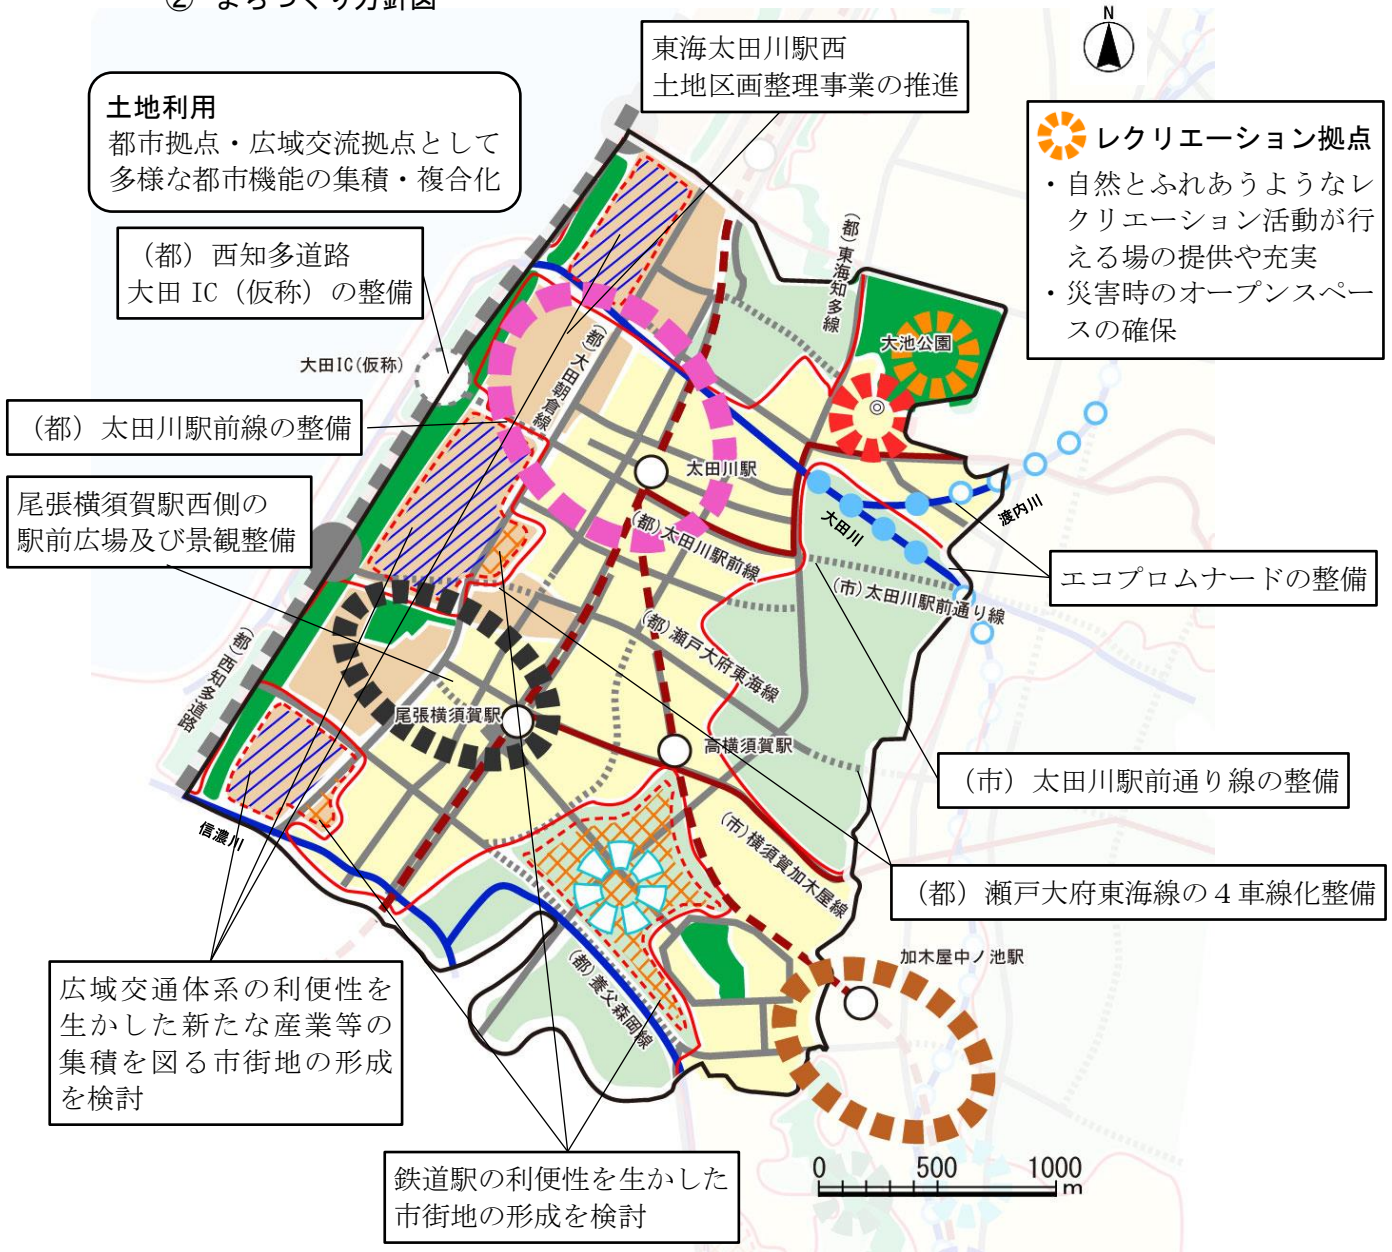 ② まちづくり方針図
N
東海太田川駅西
土地区画整理事業の推進
土地利用
都市拠点・広域交流拠点として
多様な都市機能の集積・複合化
レクリエーション拠点
・自然とふれあうようなレ
クリエーション活動が行
える場の提供や充実
・災害時のオープンスペー
スの確保
(都)西知多道路
大田 IC(仮称)の整備
(都)東海知多線
大池公園
大田IC(仮称)
(都)大田朝倉線
(都)太田川駅前線の整備
太田川駅
尾張横須賀駅西側の
駅前広場及び景観整備
渡内川
大田川
(都)太田川駅前線
エコプロムナードの整備
(市)太田川駅前通り線
(都)瀬戸大府東海線
(都)西知多道路
尾張横須賀駅
高横須賀駅
(市)太田川駅前通り線の整備
信濃川
(市)横須賀加木屋線
(都)瀬戸大府東海線の4車線化整備
加木屋中ノ池駅
(都)養父森岡線
広域交通体系の利便性を
生かした新たな産業等の
集積を図る市街地の形成
を検討
鉄道駅の利便性を生かした
市街地の形成を検討
0 500 1000
m